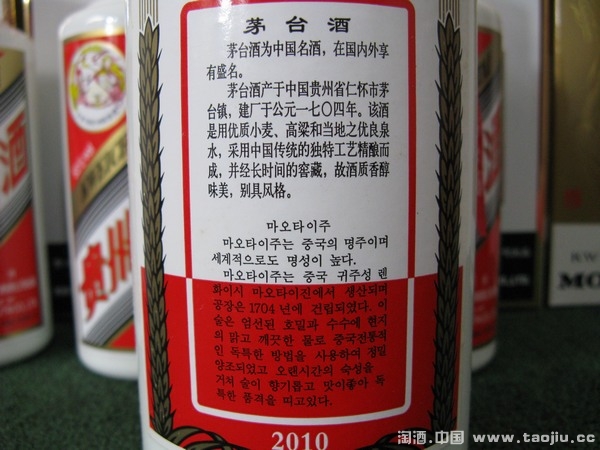 茅台酒
茅台酒为中国名酒，在国内外享
有盛名。
茅台酒产于中国贵州省仁怀市茅
台镇，建厂于公元一七〇四年。该酒
是用优质小麦、高粱和当地之优良泉
水，采用中国传统的独特工艺精酿而
成，并经长时间的窖藏，故酒质香醇
味美，别具风格。
마오타이주
마오타이주는 중국의 명주이며
세계적으로도 명성이 높다.
마오타이주는 중국 귀주성 렌
화이시 마오타이진에서 생산되며
공장은 1704 년에 건립되였다. 이
술은 엄선된 호밀과 수수에 현지
의 맑고 깨끗한 물로 중국전통적
인 독특한 방법을 사용하여 정밀
양조되였고 오랜시간의 숙성을
거쳐 술이 향기롭고 맛이좋아 독
특한 품격을 띠고있다.
2010
酒
贵州
MO
淘酒.中国 www.taojiu.cc